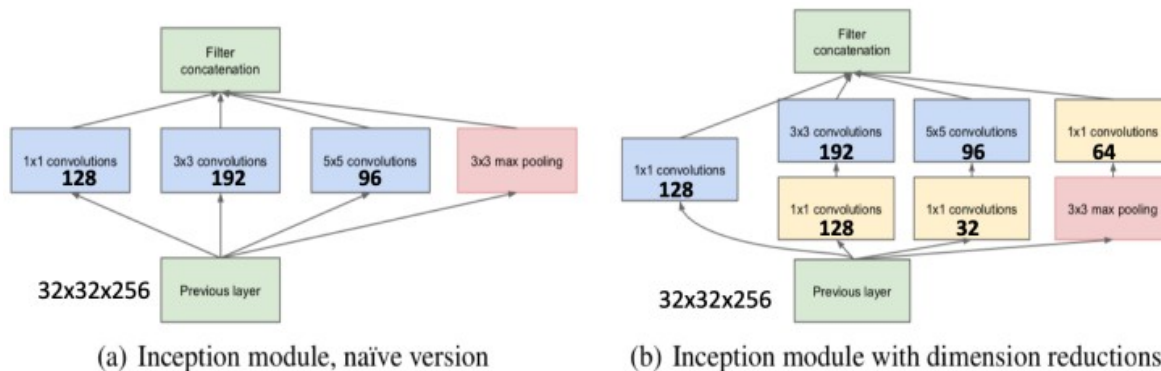 Filter
concatenation
1x1 convolutions
128
3x3 convolutions
192
5x5 convolutions
96
3x3 max pooling
32x32x256
Previous layer
(a) Inception module, naïve version
Filter
concatenation
3x3 convolutions
192
5x5 convolutions
96
1x1 convolutions
64
1x1 convolutions
128
1x1 convolutions
128
1x1 convolutions
32
3x3 max pooling
32x32x256
Previous layer
(b) Inception module with dimension reductions